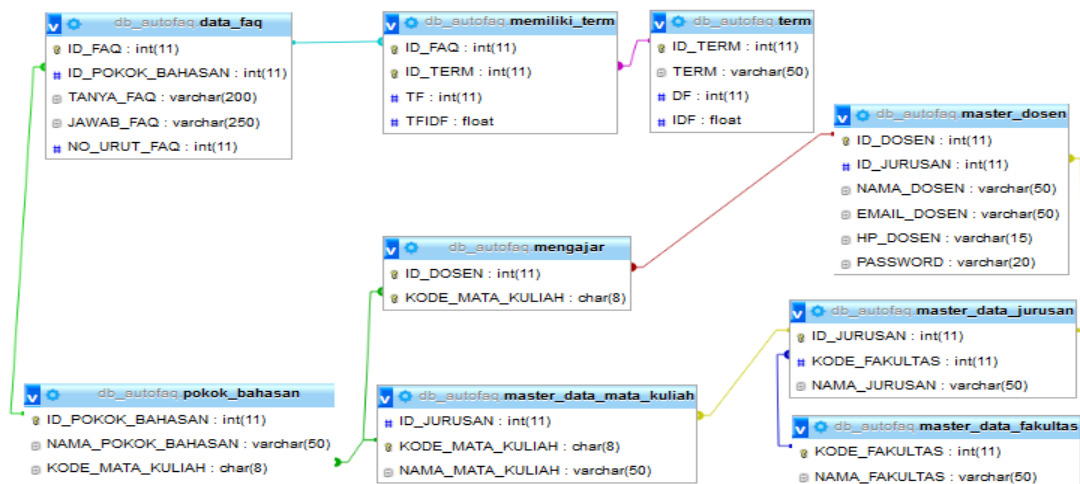 db_autofaq.data_faq
ID_FAQ : int(11)
ID_POKOK_BAHASAN : int(11)
TANYA_FAQ : varchar(200)
JAWAB_FAQ : varchar(250)
NO_URUT_FAQ : int(11)
db_autofaq.memiliki_term
ID_FAQ : int(11)
ID_TERM : int(11)
TF : int(11)
TFIDF : float
db_autofaq.term
ID_TERM : int(11)
TERM : varchar(50)
DF : int(11)
IDF : float
db_autofaq.master_dosen
ID_DOSEN : int(11)
ID_JURUSAN : int(11)
NAMA_DOSEN : varchar(50)
EMAIL_DOSEN : varchar(50)
HP_DOSEN : varchar(15)
PASSWORD : varchar(20)
db_autofaq.mengajar
ID_DOSEN : int(11)
KODE_MATA_KULIAH : char(8)
db_autofaq.master_data_jurusan
ID_JURUSAN : int(11)
KODE_FAKULTAS : int(11)
NAMA_JURUSAN : varchar(50)
db_autofaq.pokok_bahasan
ID_POKOK_BAHASAN : int(11)
NAMA_POKOK_BAHASAN : varchar(50)
KODE_MATA_KULIAH : char(8)
db_autofaq.master_data_mata_kuliah
ID_JURUSAN : int(11)
KODE_MATA_KULIAH : char(8)
NAMA_MATA_KULIAH : varchar(50)
db_autofaq.master_data_fakultas
KODE_FAKULTAS : int(11)
NAMA_FAKULTAS : varchar(50)